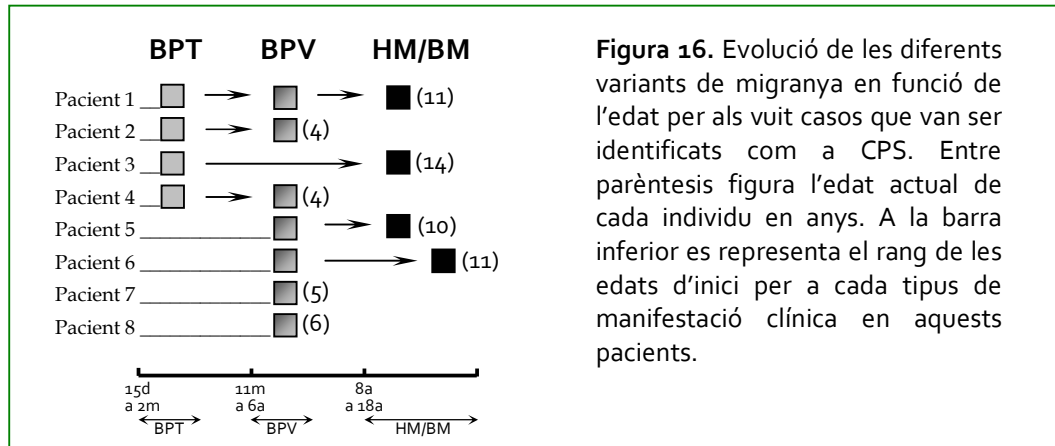 BPT BPV HM/BM
Pacient 1 (11)
Pacient 2 (4)
Pacient 3 (14)
Pacient 4 (4)
Pacient 5 (10)
Pacient 6 (11)
Pacient 7 (5)
Pacient 8 (6)
15d 11m 8a
a 2m a 6a a 18a
BPT BPV HM/BM
Figura 16. Evolució de les diferents
variants de migranya en funció de
l'edat per als vuit casos que van ser
identificats com a CPS. Entre
parèntesis figura l'edat actual de
cada individu en anys. A la barra
inferior es representa el rang de les
edats d'inici per a cada tipus de
manifestació clínica en aquests
pacients.